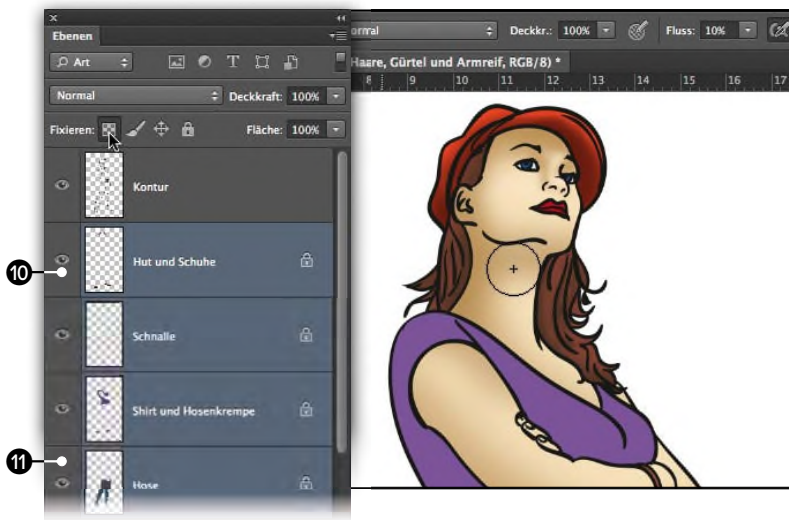 Ebenen
Art
Normal
Deckkraft: 100%
Fixieren:
Fläche: 100%
Kontur
Hut und Schuhe
Schnalle
Shirt und Hosenkrempe
Hose
10
11
Deckkr.: 100%
Fluss: 10%
Haare, Gürtel und Armreif, RGB/8) *
8 9 10 11 12 13 14 15 16 17